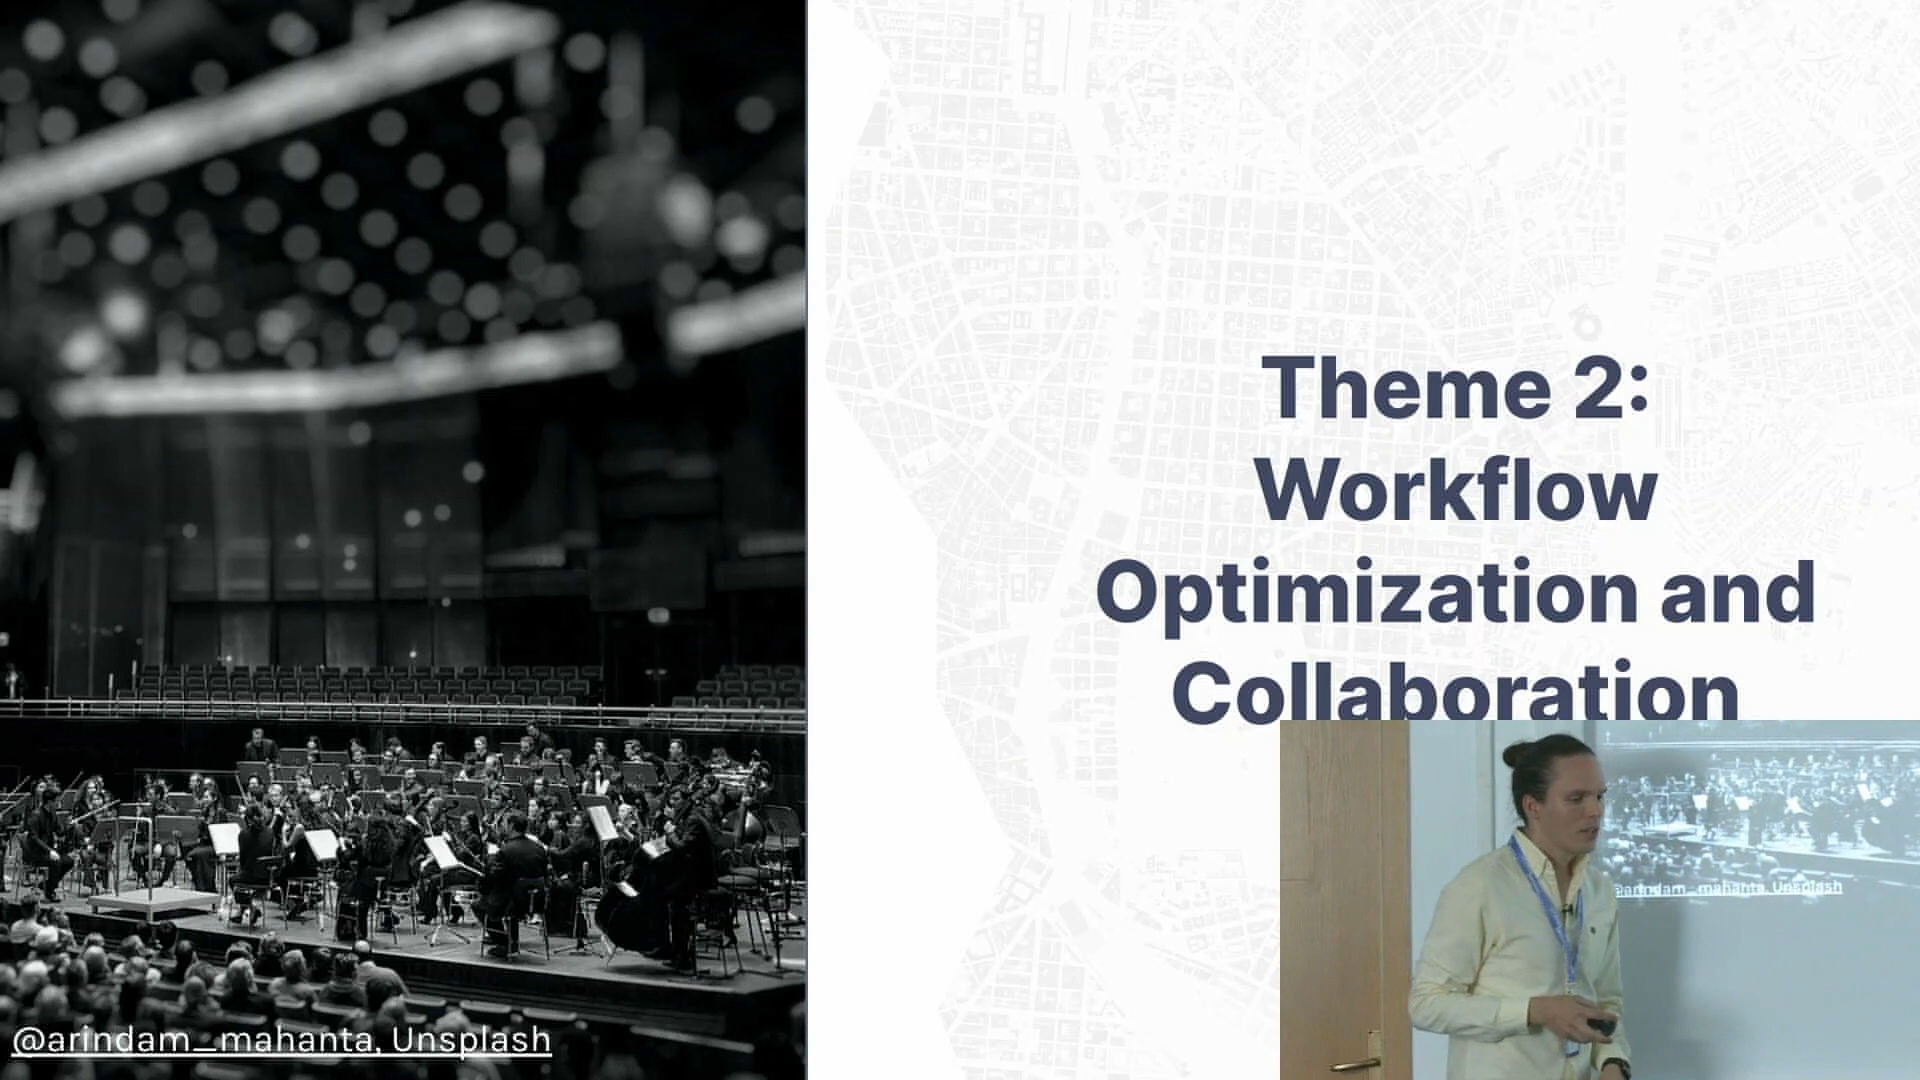 Theme 2:
Workflow
Optimization and
Collaboration
@arindam_mahanta, Unsplash
@arindam_mahanta, Unsplash